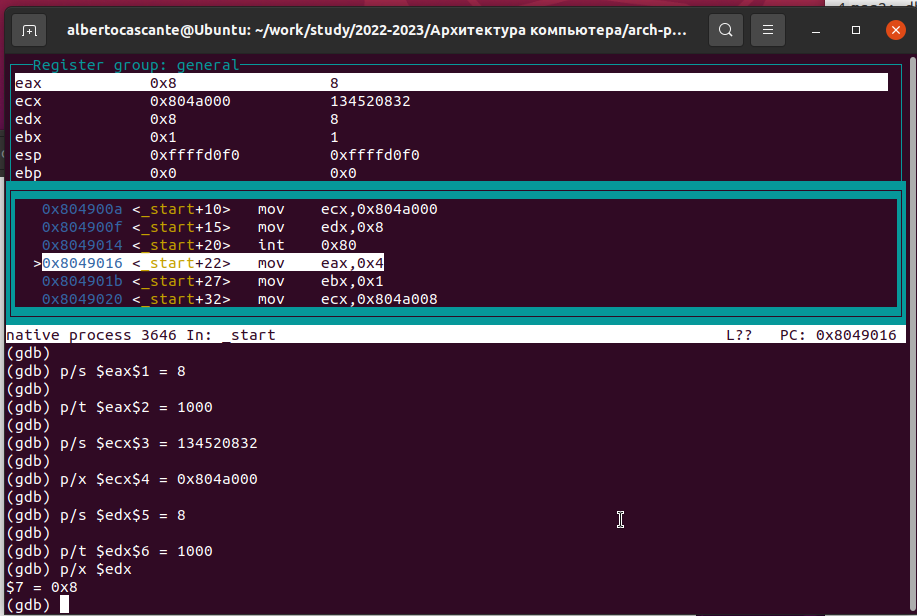 albertocascante@Ubuntu: ~/work/study/2022-2023/Архитектура компьютера/arch-p...
Register group: general
eax 0x8 8
ecx 0x804a000 134520832
edx 0x8 8
ebx 0x1 1
esp 0xffffd0f0 0xffffd0f0
ebp 0x0 0x0
0x804900a <_start+10> mov ecx,0x804a000
0x804900f <_start+15> mov edx,0x8
0x8049014 <_start+20> int 0x80
>0x8049016 <_start+22> mov eax,0x4
0x804901b <_start+27> mov ebx,0x1
0x8049020 <_start+32> mov ecx,0x804a008
native process 3646 In: _start L?? PC: 0x8049016
(gdb)
(gdb) p/s $eax$1 = 8
(gdb)
(gdb) p/t $eax$2 = 1000
(gdb)
(gdb) p/s $ecx$3 = 134520832
(gdb)
(gdb) p/x $ecx$4 = 0x804a000
(gdb)
(gdb) p/s $edx$5 = 8
(gdb)
(gdb) p/t $edx$6 = 1000
(gdb) p/x $edx
$7 = 0x8
(gdb)